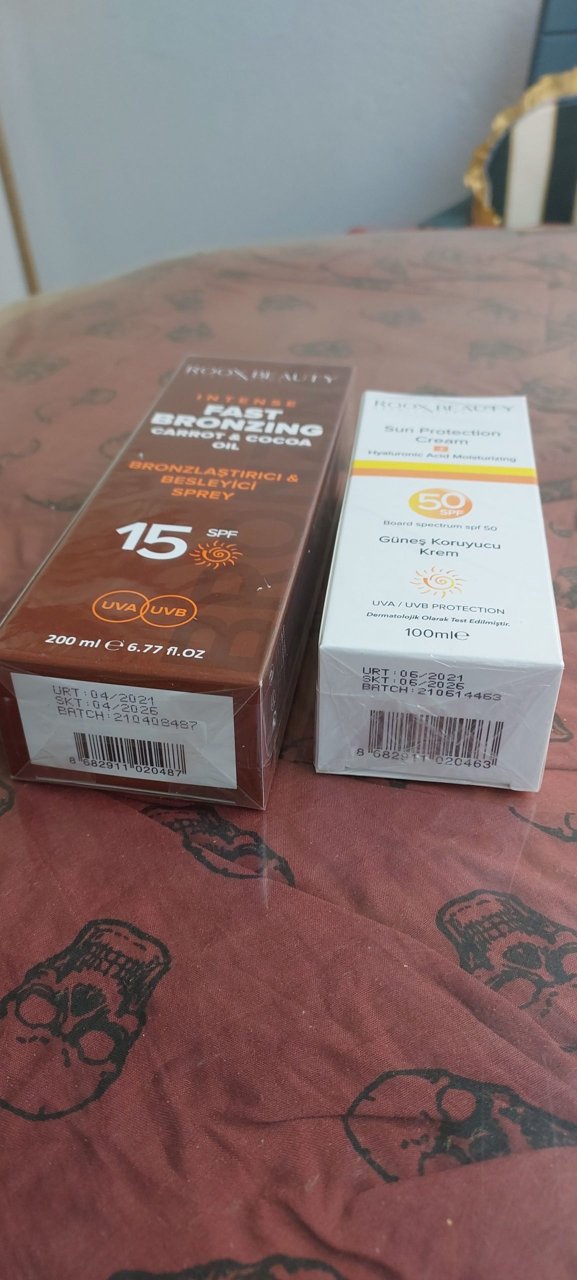 ROOX BEAUTY
INTENSE
FAST
BRONZING
CARROT & COCOA
OIL
BRONZLAŞTIRICI &
BESLEYİCİ
SPREY
15 SPF
UVA UVB
200 ml ℮ 6.77 fl.OZ
URT:04/2021
SKT:04/2026
BATCH:210408487
8 682911 020487
ROOX BEAUTY
Sun Protection
Cream
Hyaluronic Acid Moisturizing
50
SPF
Board spectrum spf 50
Güneş Koruyucu
Krem
UVA / UVB PROTECTION
Dermatolojik Olarak Test Edilmiştir.
100ml℮
URT:06/2021
SKT:06/2026
BATCH:210614463
8 682911 020463